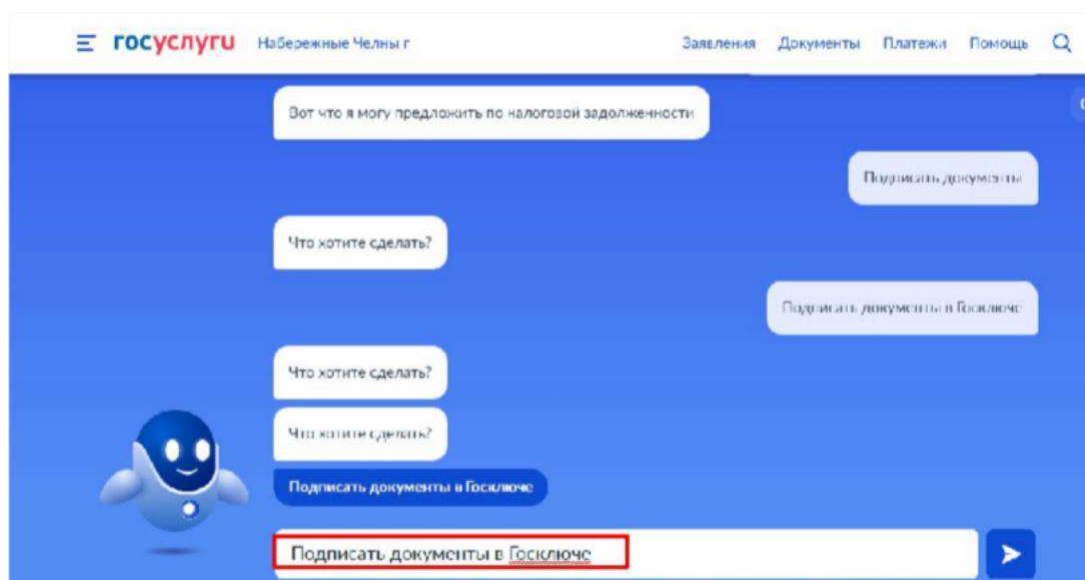 госуслуги Набережные Челны г Заявления Документы Платежи Помощь
Вот что я могу предложить по налоговой задолженности
Подписать документы
Что хотите сделать?
Подписать документы в Госключе
Что хотите сделать?
Что хотите сделать?
Подписать документы в Госключе
Подписать документы в Госключе